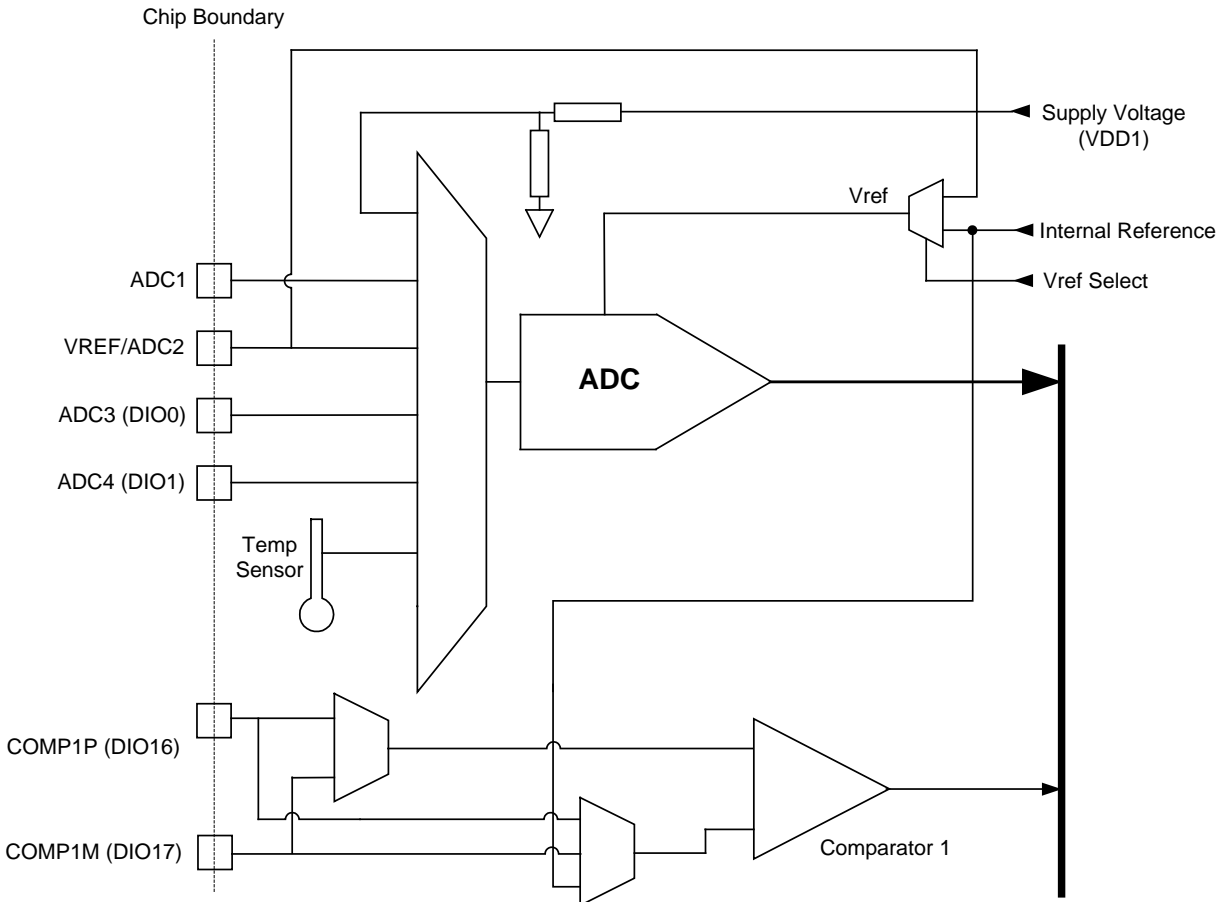 Chip Boundary
Supply Voltage
(VDD1)
Vref
Internal Reference
ADC1
Vref Select
VREF/ADC2
ADC
ADC3 (DIO0)
ADC4 (DIO1)
Temp
Sensor
COMP1P (DIO16)
COMP1M (DIO17)
Comparator 1